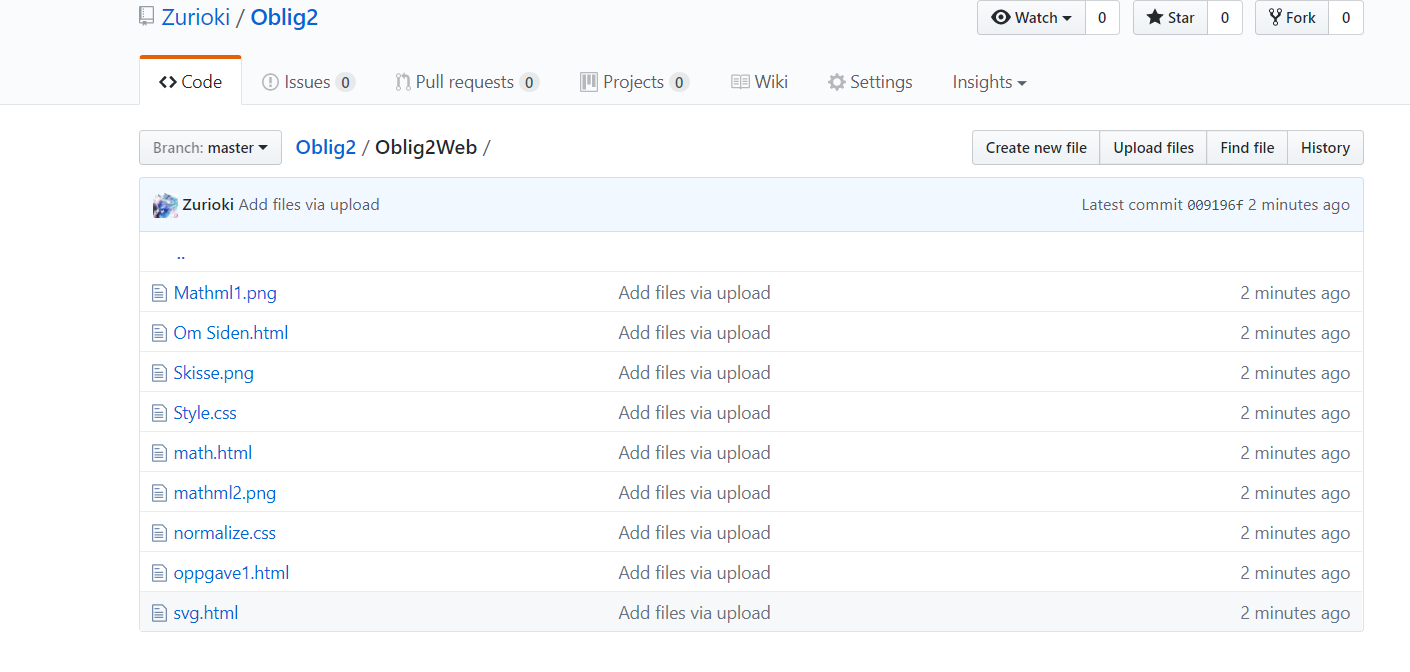 Zurioki / Oblig2
Watch 0 Star 0 Fork 0
Code Issues 0 Pull requests 0 Projects 0 Wiki Settings Insights
Branch: master Oblig2 / Oblig2Web / Create new file Upload files Find file History
Zurioki Add files via upload Latest commit 009196f 2 minutes ago
..
Mathml1.png Add files via upload 2 minutes ago
Om Siden.html Add files via upload 2 minutes ago
Skisse.png Add files via upload 2 minutes ago
Style.css Add files via upload 2 minutes ago
math.html Add files via upload 2 minutes ago
mathml2.png Add files via upload 2 minutes ago
normalize.css Add files via upload 2 minutes ago
oppgave1.html Add files via upload 2 minutes ago
svg.html Add files via upload 2 minutes ago